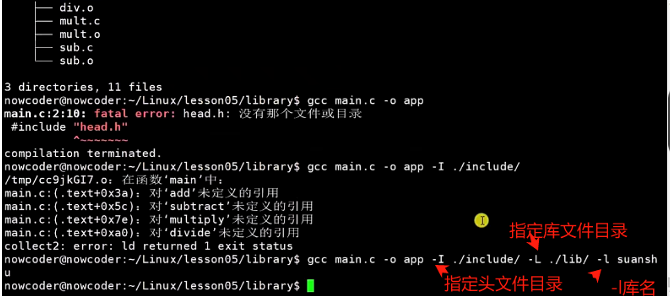 ├── div.o
├── mult.c
├── mult.o
├── sub.c
└── sub.o
3 directories, 11 files
nowcoder@nowcoder:~/Linux/lesson05/library$ gcc main.c -o app
main.c:2:10: fatal error: head.h: 没有那个文件或目录
#include "head.h"
^~~~~~~~
compilation terminated.
nowcoder@nowcoder:~/Linux/lesson05/library$ gcc main.c -o app -I ./include/
/tmp/cc9jkGI7.o：在函数‘main’中：
main.c:(.text+0x3a)：对‘add’未定义的引用
main.c:(.text+0x5c)：对‘subtract’未定义的引用
main.c:(.text+0x7e)：对‘multiply’未定义的引用
main.c:(.text+0xa0)：对‘divide’未定义的引用
collect2: error: ld returned 1 exit status
指定库文件目录
nowcoder@nowcoder:~/Linux/lesson05/library$ gcc main.c -o app -I ./include/ -L ./lib/ -l suansh
u
指定头文件目录
-l库名
nowcoder@nowcoder:~/Linux/lesson05/library$